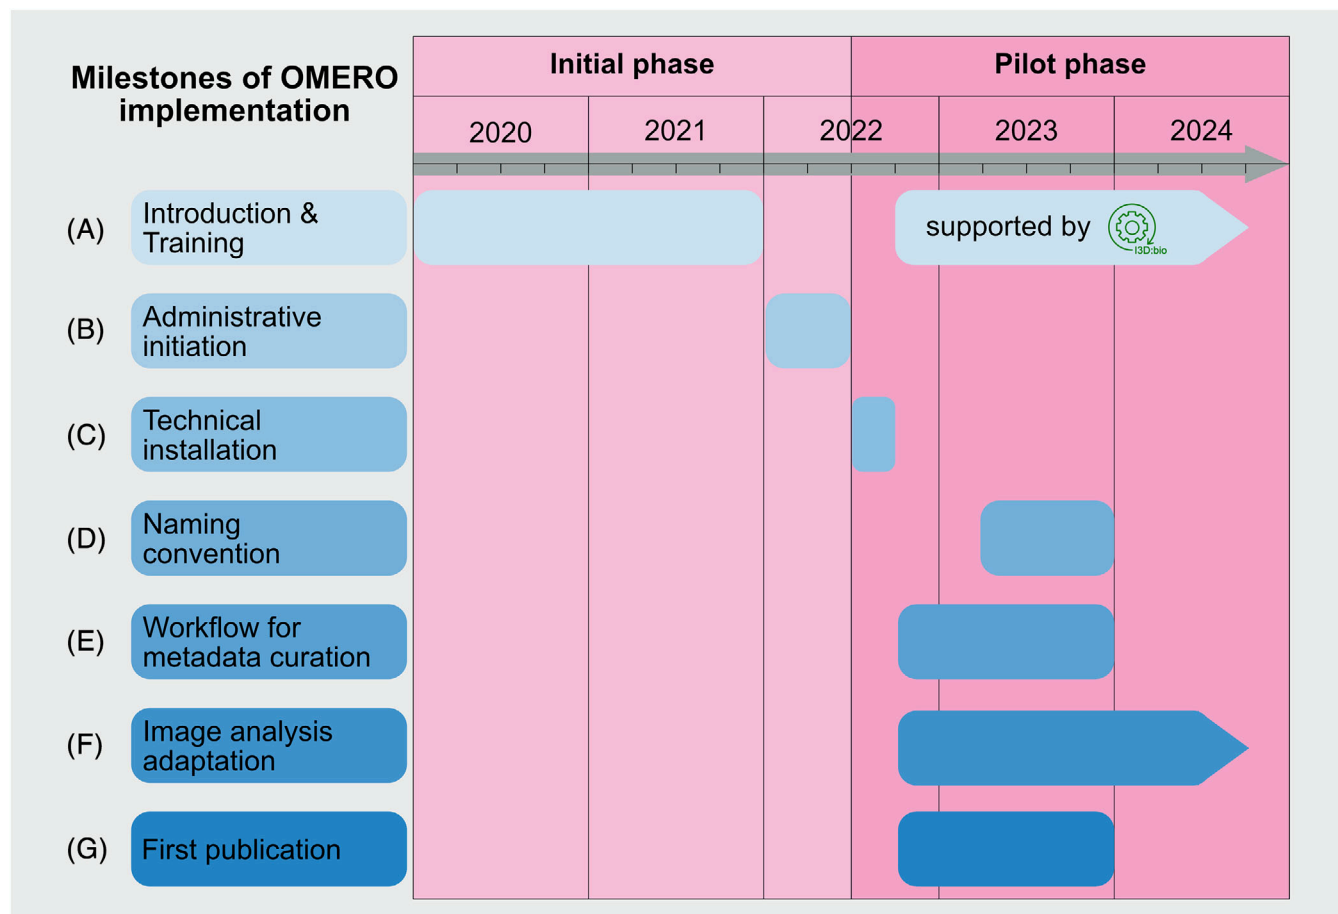 Milestones of OMERO
implementation
Initial phase
Pilot phase
2020
2021
2022
2023
2024
(A)
Introduction &
Training
supported by
I3D:bio
(B)
Administrative
initiation
(C)
Technical
installation
(D)
Naming
convention
(E)
Workflow for
metadata curation
(F)
Image analysis
adaptation
(G)
First publication